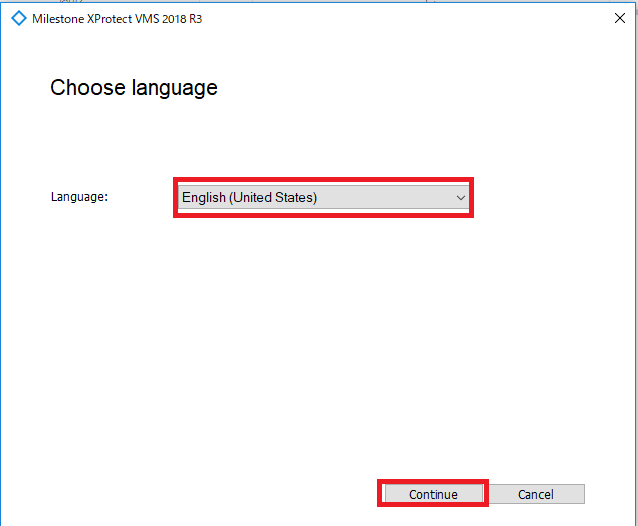 Milestone XProtect VMS 2018 R3
Choose language
Language: English (United States)
Continue Cancel